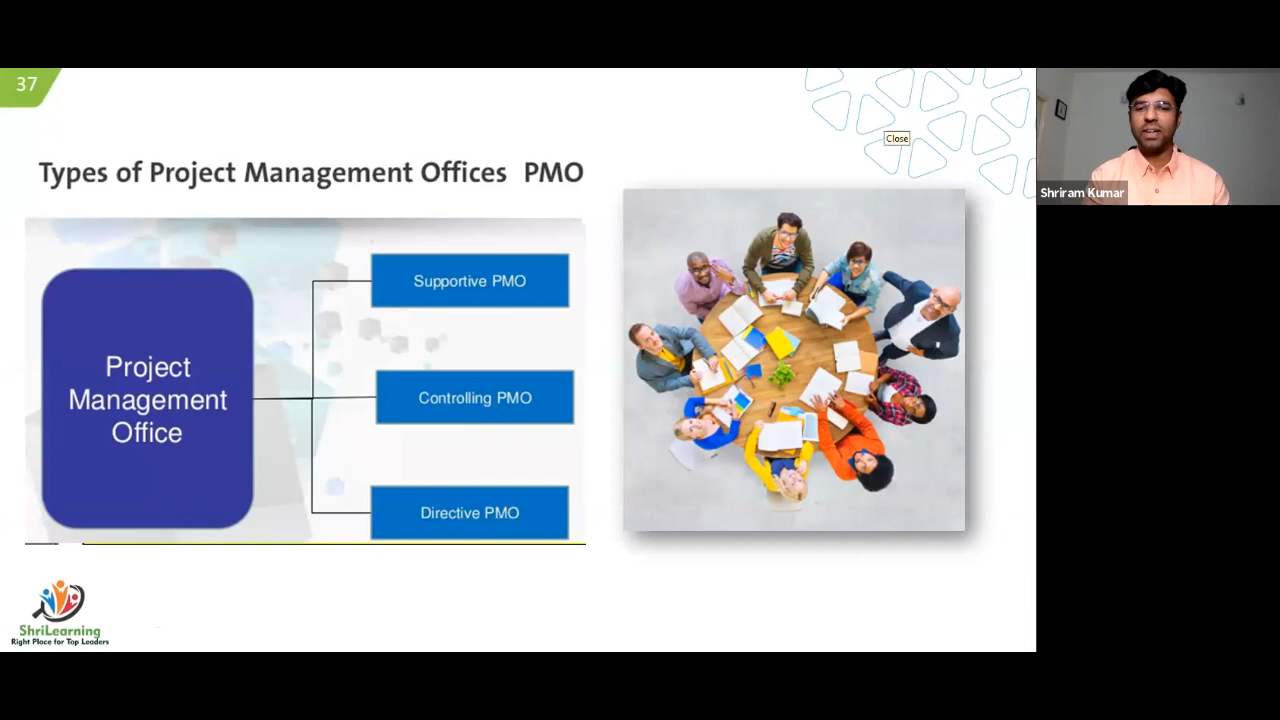 37
Close
Types of Project Management Offices PMO
Project
Management
Office
Supportive PMO
Controlling PMO
Directive PMO
ShriLearning
Right Place for Top Leaders
Shriram Kumar